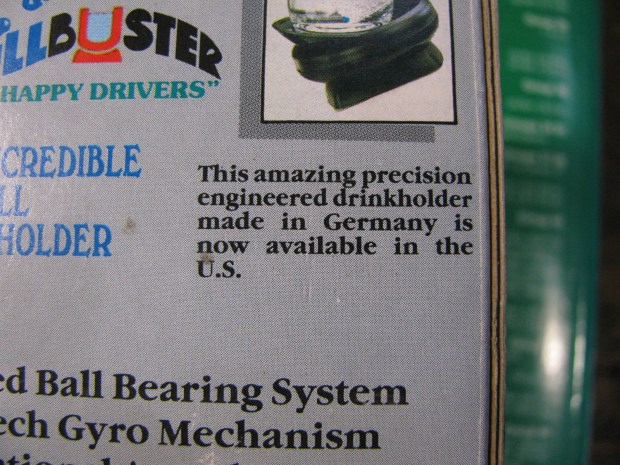 &
LLBUSTER
HAPPY DRIVERS"
CREDIBLE
LL
HOLDER
This amazing precision
engineered drinkholder
made in Germany is
now available in the
U.S.
ed Ball Bearing System
ech Gyro Mechanism